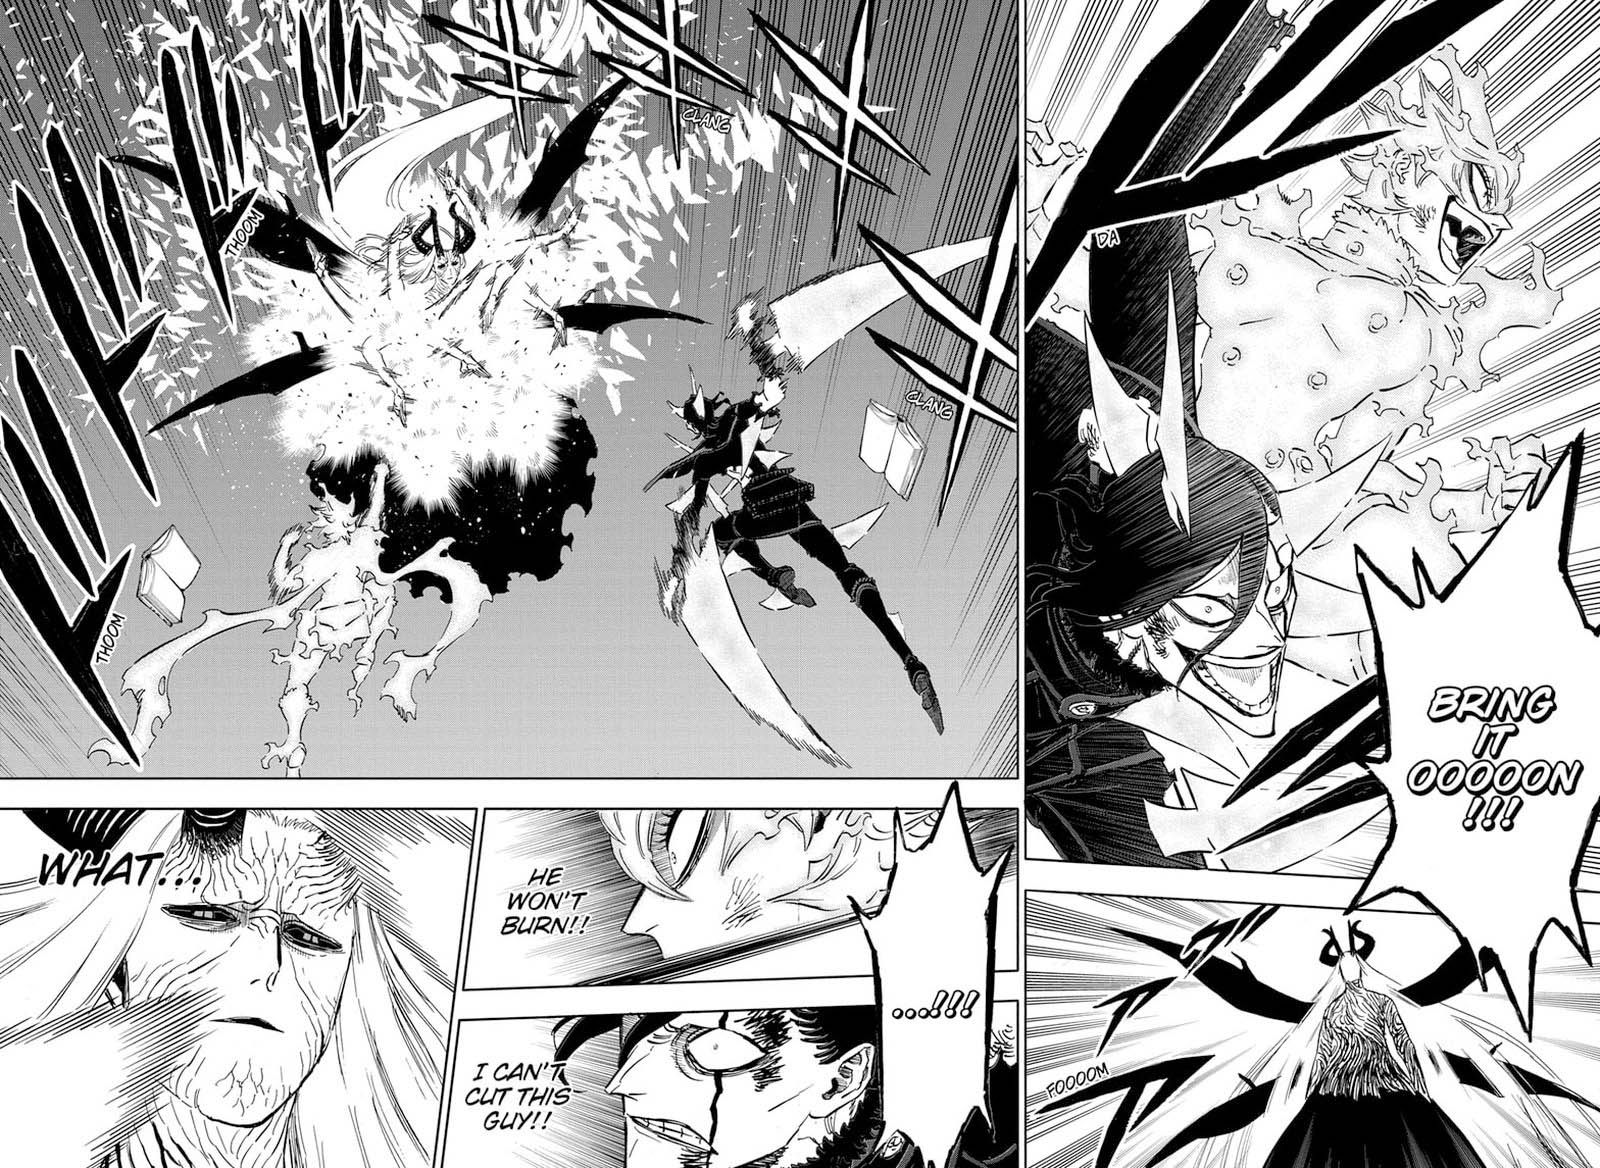 DA
BRING
IT
OOOOON
!!!
FOOOOM
CLANG
CLANG
THOOM
THOOM
...!!!
HE
WON'T
BURN!!
I CAN'T
CUT THIS
GUY!!
WHAT...